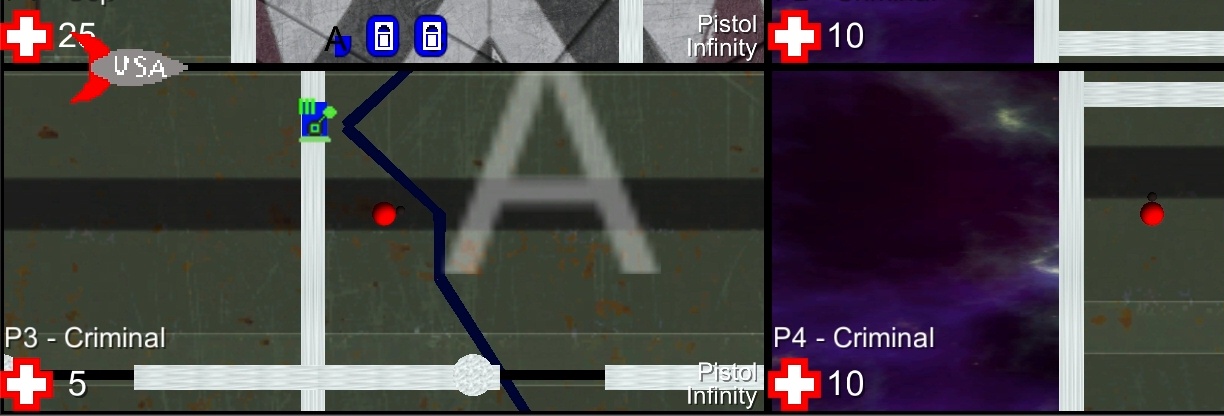 25
Pistol
Infinity
10
A
USA
A
P3 - Criminal
5
Pistol
Infinity
P4 - Criminal
10